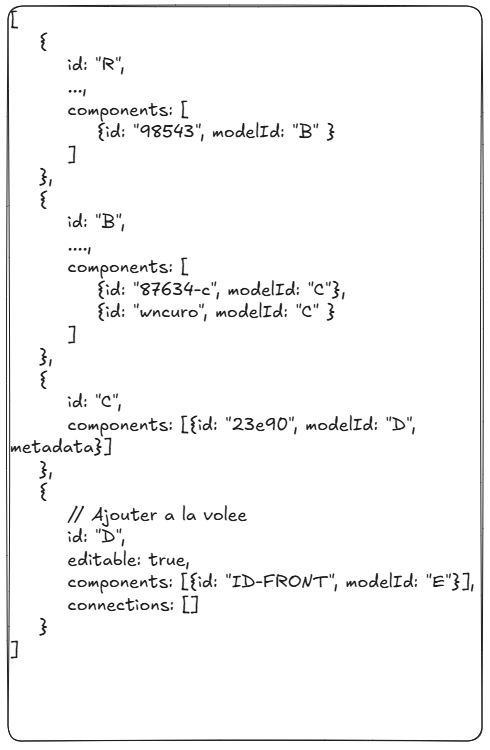 [
{
id: "R",
...,
components: [
{id: "98543", modelId: "B" }
]
},
{
id: "B",
....,
components: [
{id: "87634-c", modelId: "C"},
{id: "wncuro", modelId: "C" }
]
},
{
id: "C",
components: [{id: "23e90", modelId: "D",
metadata}]
},
{
// Ajouter a la volee
id: "D",
editable: true,
components: [{id: "ID-FRONT", modelId: "E"}],
connections: []
}
]